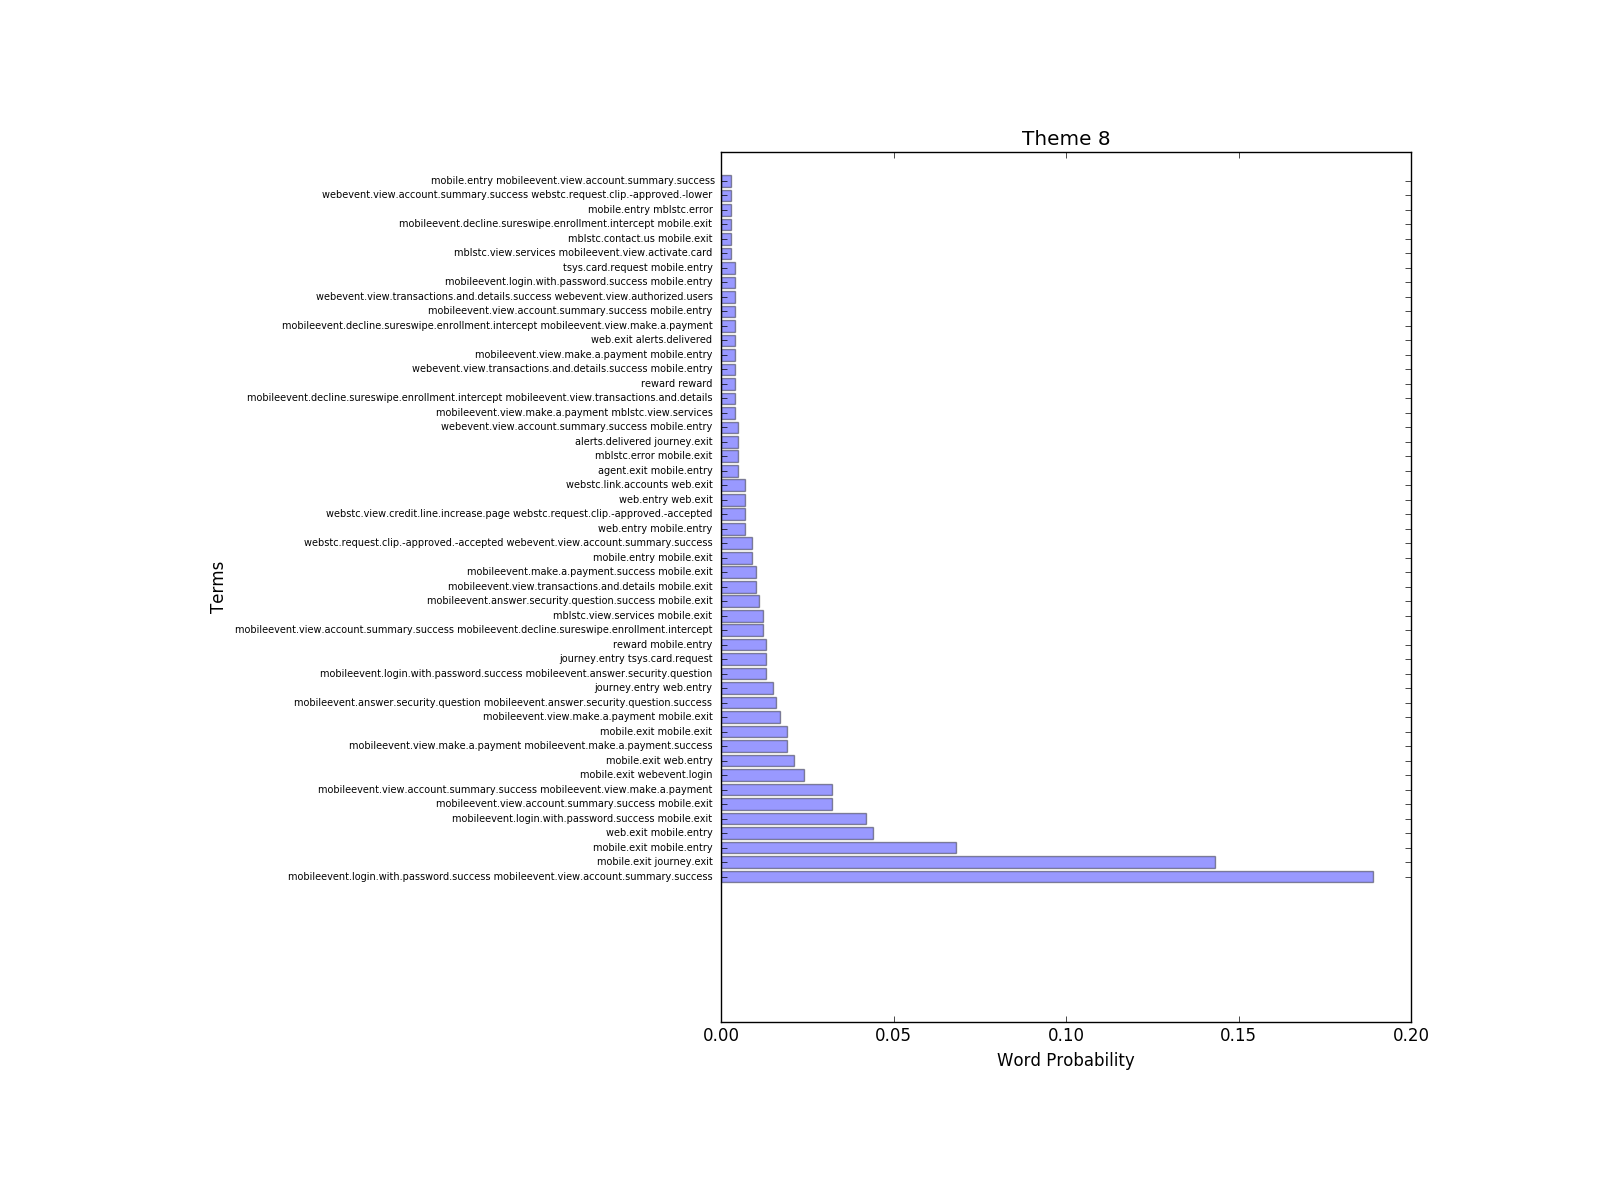 Theme 8
mobile.entry mobileevent.view.account.summary.success
webevent.view.account.summary.success webstc.request.clip.-approved.-lower
mobile.entry mblstc.error
mobileevent.decline.sureswipe.enrollment.intercept mobile.exit
mblstc.contact.us mobile.exit
mblstc.view.services mobileevent.view.activate.card
tsys.card.request mobile.entry
mobileevent.login.with.password.success mobile.entry
webevent.view.transactions.and.details.success webevent.view.authorized.users
mobileevent.view.account.summary.success mobile.entry
mobileevent.decline.sureswipe.enrollment.intercept mobileevent.view.make.a.payment
web.exit alerts.delivered
mobileevent.view.make.a.payment mobile.entry
webevent.view.transactions.and.details.success mobile.entry
reward reward
mobileevent.decline.sureswipe.enrollment.intercept mobileevent.view.transactions.and.details
mobileevent.view.make.a.payment mblstc.view.services
webevent.view.account.summary.success mobile.entry
alerts.delivered journey.exit
mblstc.error mobile.exit
agent.exit mobile.entry
webstc.link.accounts web.exit
web.entry web.exit
webstc.view.credit.line.increase.page webstc.request.clip.-approved.-accepted
web.entry mobile.entry
webstc.request.clip.-approved.-accepted webevent.view.account.summary.success
mobile.entry mobile.exit
mobileevent.make.a.payment.success mobile.exit
mobileevent.view.transactions.and.details mobile.exit
mobileevent.answer.security.question.success mobile.exit
mblstc.view.services mobile.exit
mobileevent.view.account.summary.success mobileevent.decline.sureswipe.enrollment.intercept
reward mobile.entry
journey.entry tsys.card.request
mobileevent.login.with.password.success mobileevent.answer.security.question
journey.entry web.entry
mobileevent.answer.security.question mobileevent.answer.security.question.success
mobileevent.view.make.a.payment mobile.exit
mobile.exit mobile.exit
mobileevent.view.make.a.payment mobileevent.make.a.payment.success
mobile.exit web.entry
mobile.exit webevent.login
mobileevent.view.account.summary.success mobileevent.view.make.a.payment
mobileevent.view.account.summary.success mobile.exit
mobileevent.login.with.password.success mobile.exit
web.exit mobile.entry
mobile.exit mobile.entry
mobile.exit journey.exit
mobileevent.login.with.password.success mobileevent.view.account.summary.success
Terms
0.00 0.05 0.10 0.15 0.20
Word Probability